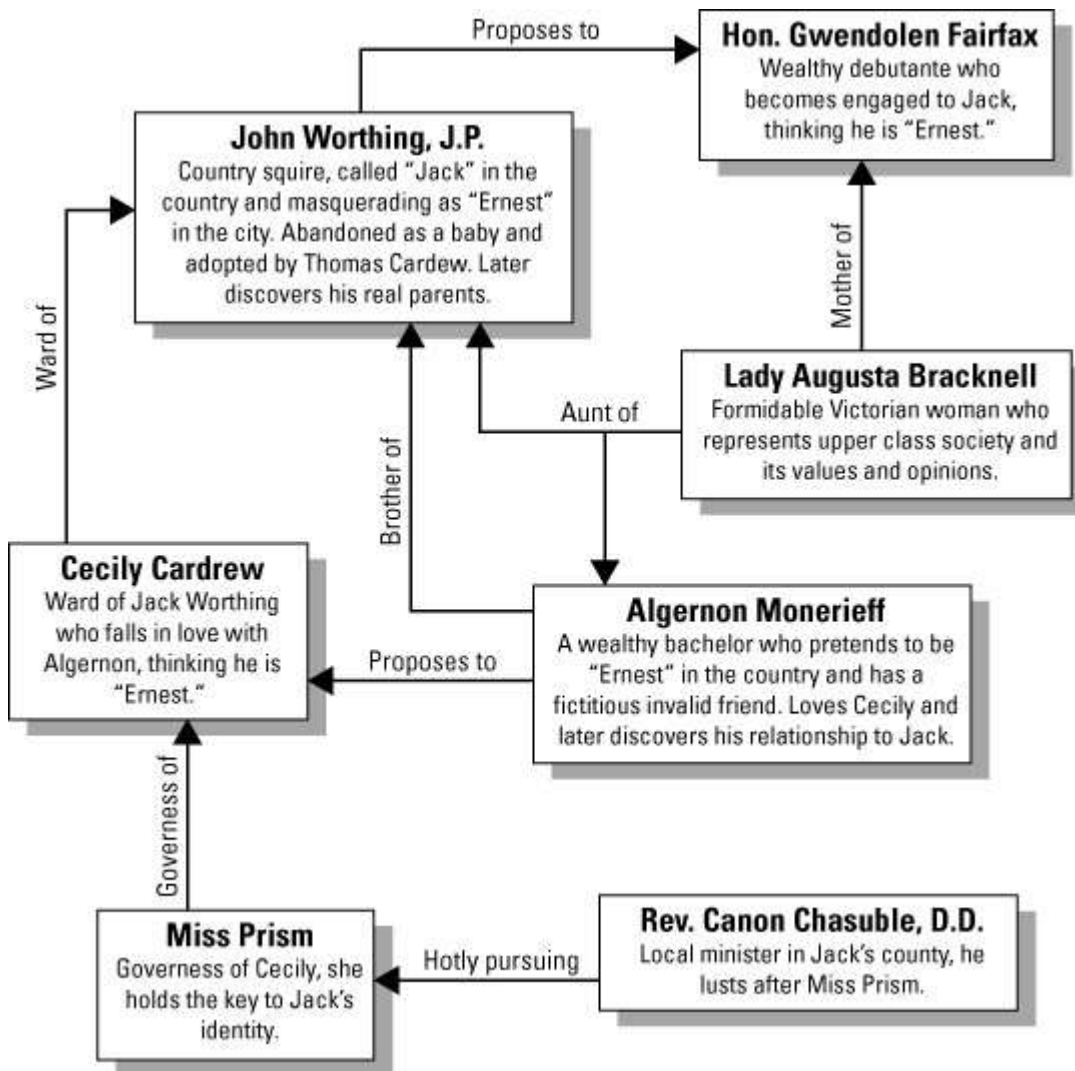 Proposes to
Hon. Gwendolen Fairfax
Wealthy debutante who
becomes engaged to Jack,
thinking he is “Ernest.”
John Worthing, J.P.
Country squire, called “Jack” in the
country and masquerading as “Ernest”
in the city. Abandoned as a baby and
adopted by Thomas Cardew. Later
discovers his real parents.
Ward of
Mother of
Lady Augusta Bracknell
Formidable Victorian woman who
represents upper class society and
its values and opinions.
Aunt of
Brother of
Cecily Cardrew
Ward of Jack Worthing
who falls in love with
Algernon, thinking he is
“Ernest.”
Proposes to
Algernon Monerieff
A wealthy bachelor who pretends to be
“Ernest” in the country and has a
fictitious invalid friend. Loves Cecily and
later discovers his relationship to Jack.
Governess of
Miss Prism
Governess of Cecily, she
holds the key to Jack’s
identity.
Hotly pursuing
Rev. Canon Chasuble, D.D.
Local minister in Jack’s county, he
lusts after Miss Prism.